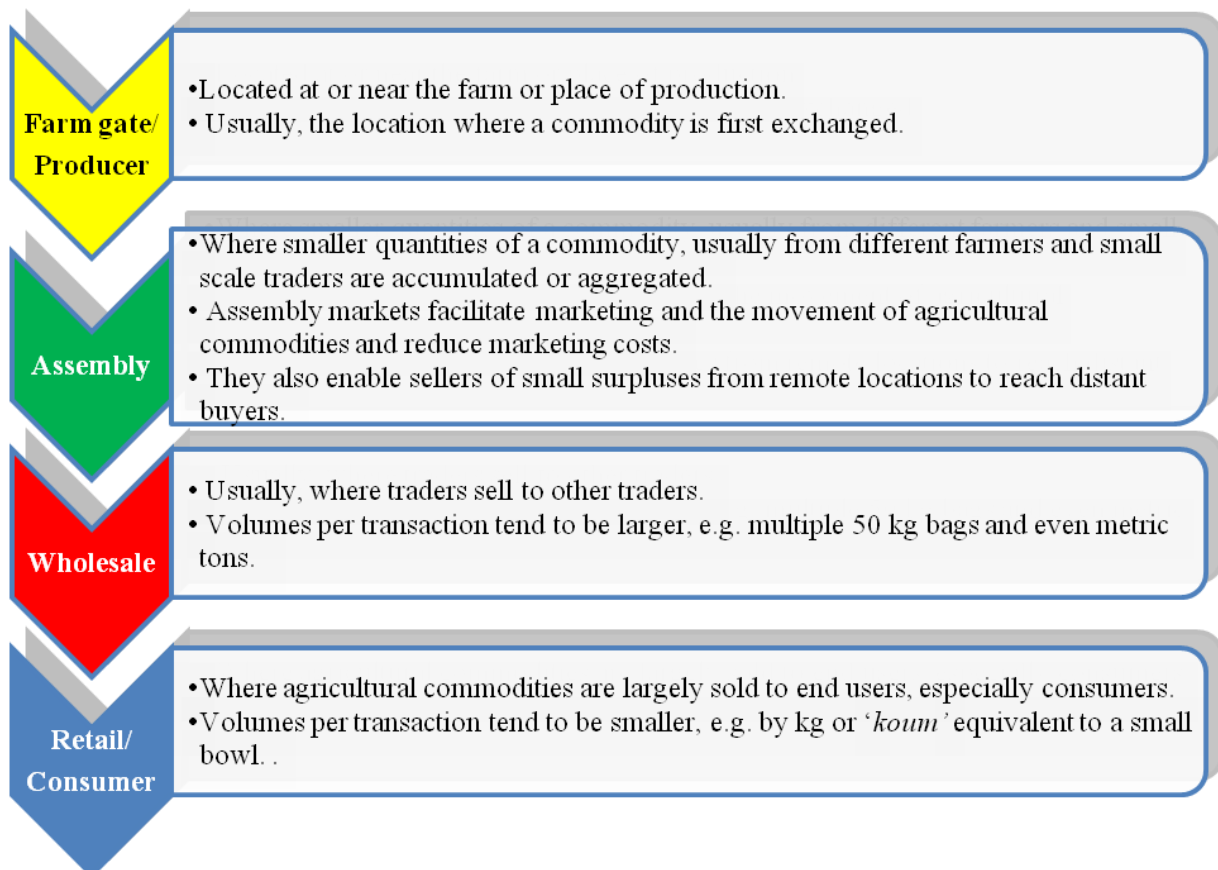 Farm gate/
Producer
•Located at or near the farm or place of production.
• Usually, the location where a commodity is first exchanged.
Assembly
•Where smaller quantities of a commodity, usually from different farmers and small
scale traders are accumulated or aggregated.
• Assembly markets facilitate marketing and the movement of agricultural
commodities and reduce marketing costs.
• They also enable sellers of small surpluses from remote locations to reach distant
buyers.
Wholesale
• Usually, where traders sell to other traders.
• Volumes per transaction tend to be larger, e.g. multiple 50 kg bags and even metric
tons.
Retail/
Consumer
•Where agricultural commodities are largely sold to end users, especially consumers.
•Volumes per transaction tend to be smaller, e.g. by kg or ‘koum’ equivalent to a small
bowl. .